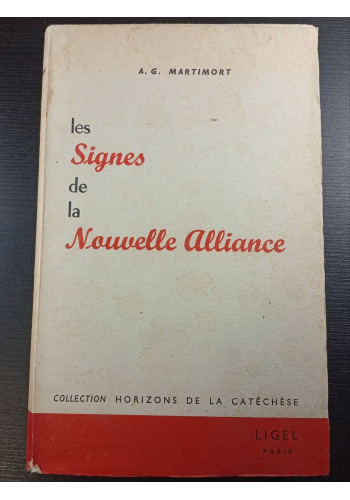 A. G. MARTIMORT
les
Signes
de
la
Nouvelle Alliance
COLLECTION HORIZONS DE LA CATÉCHÈSE
LIGEL
PARIS